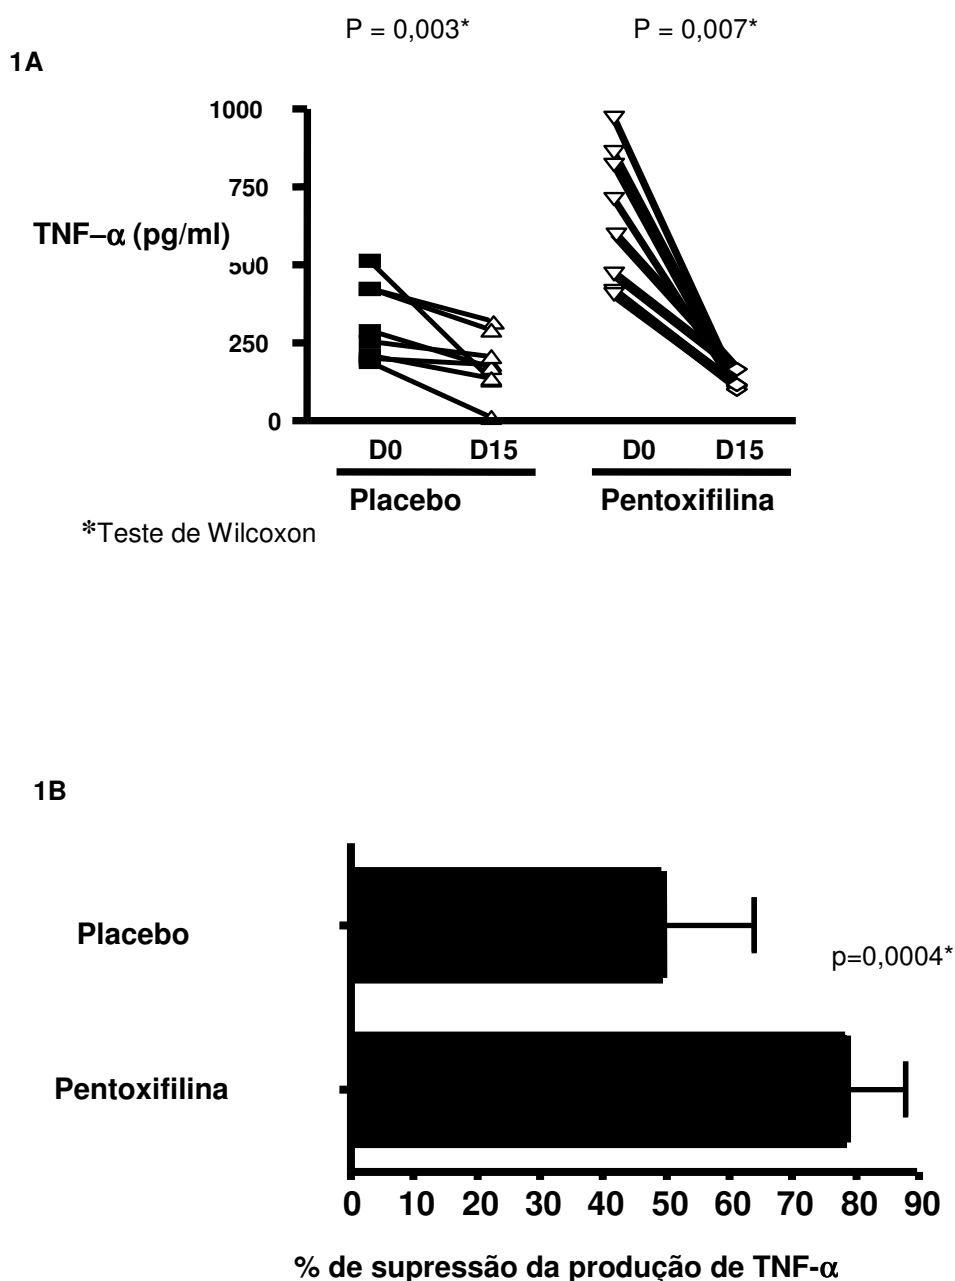 P = 0,003* P = 0,007*
1A
1000
750
TNF–α (pg/ml)
500
250
0
D0 D15 D0 D15
Placebo Pentoxifilina
*Teste de Wilcoxon
1B
Placebo
p=0,0004*
Pentoxifilina
0 10 20 30 40 50 60 70 80 90
% de supressão da produção de TNF-α